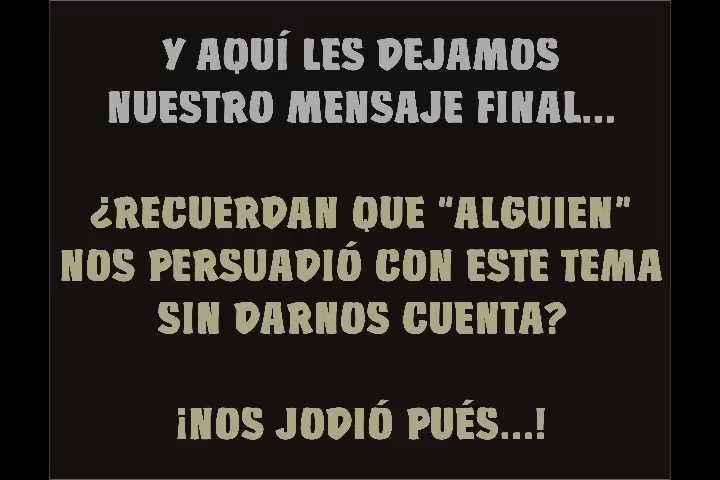 Y AQUÍ LES DEJAMOS
NUESTRO MENSAJE FINAL...
¿RECUERDAN QUE "ALGUIEN"
NOS PERSUADIÓ CON ESTE TEMA
SIN DARNOS CUENTA?
¡NOS JODIÓ PUÉS...!